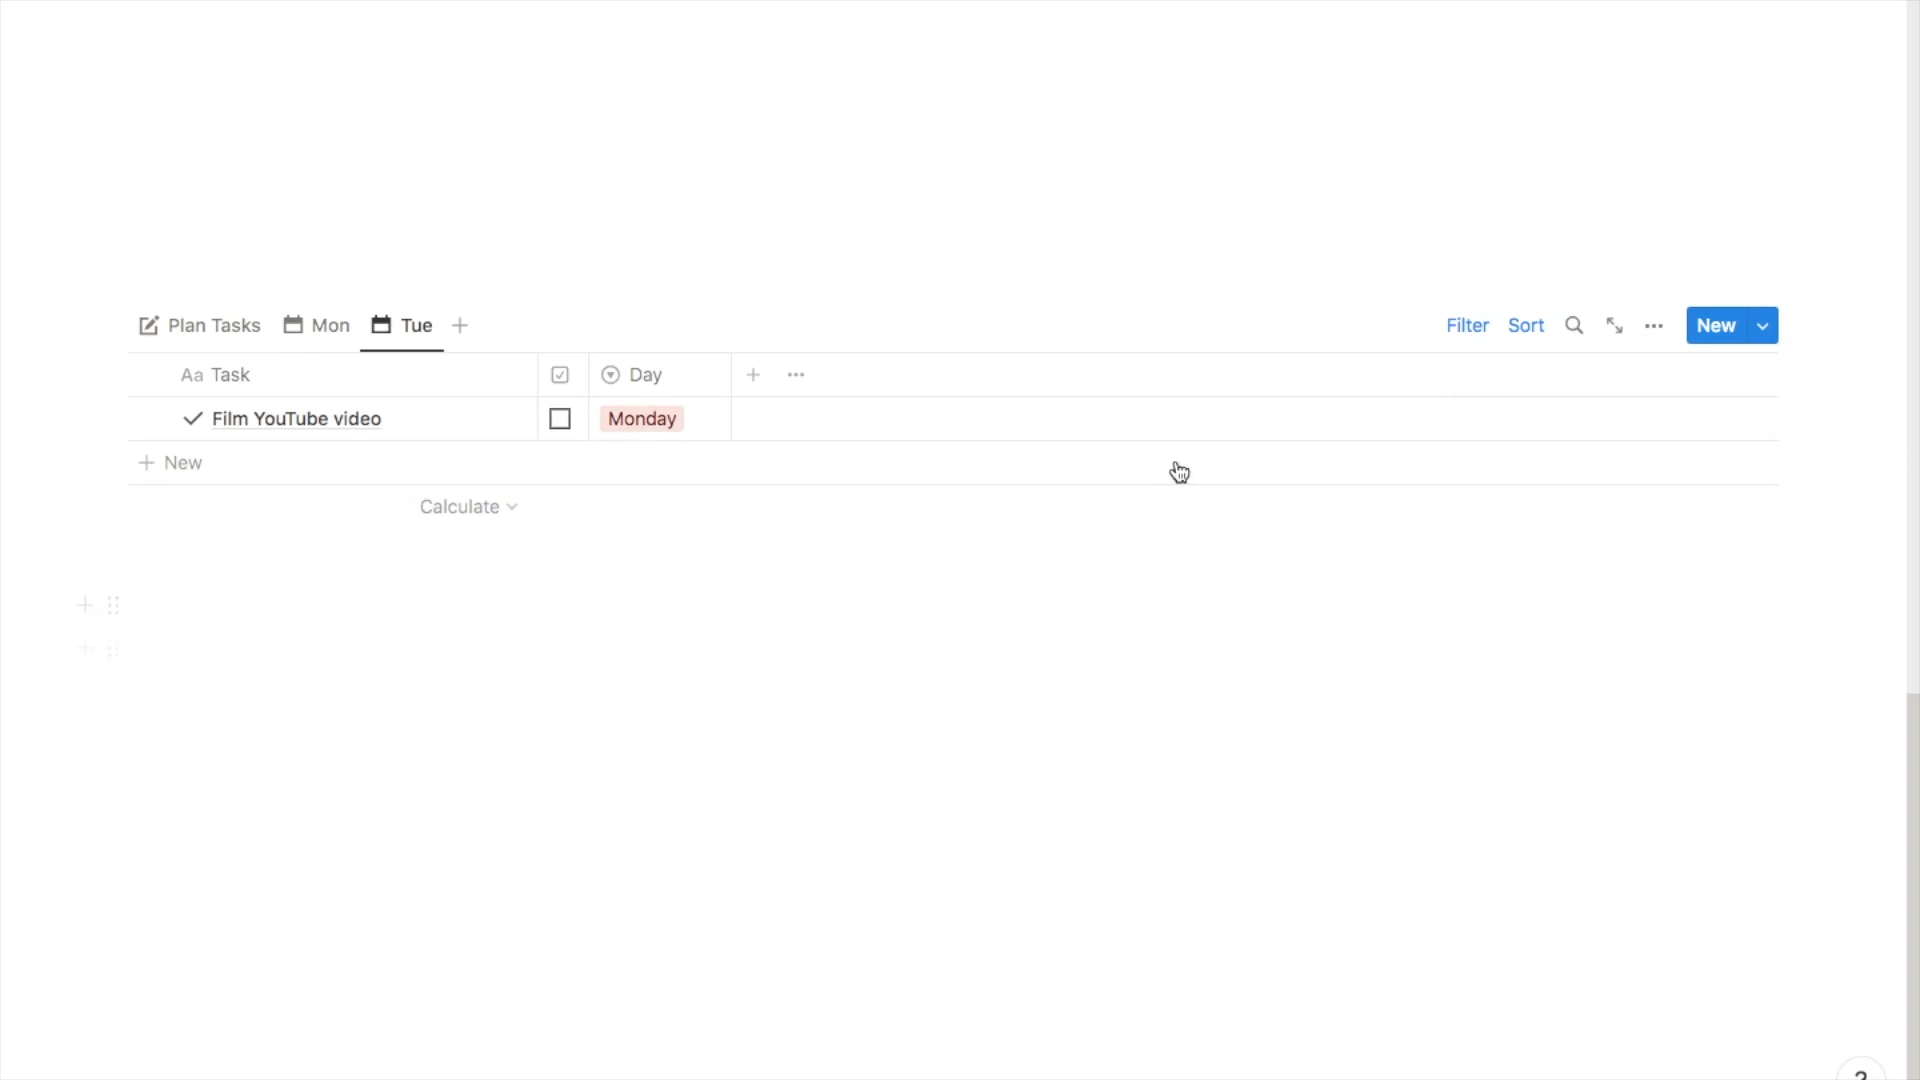 Plan Tasks Mon Tue Filter Sort New
Aa Task Day
Film YouTube video Monday
New
Calculate
?